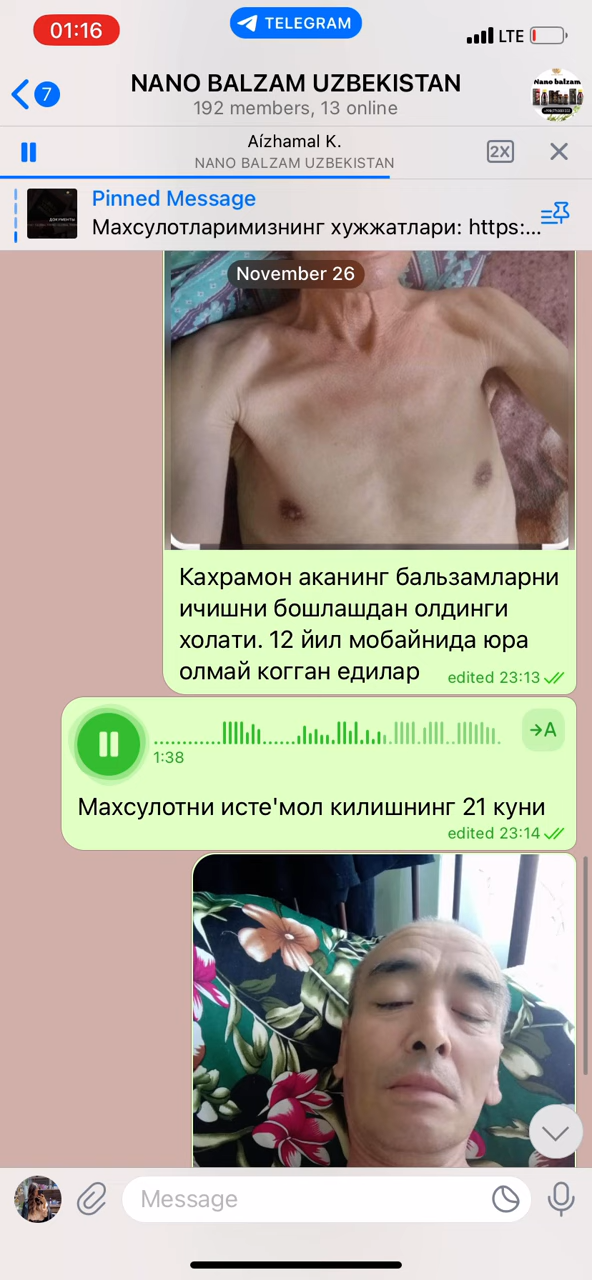 01:16
TELEGRAM
LTE
7
NANO BALZAM UZBEKISTAN
192 members, 13 online
Nano balzam
Aízhamal K.
NANO BALZAM UZBEKISTAN
2X
Pinned Message
Махсулотларимизнинг хужжатлари: https:...
November 26
Кахрамон аканинг бальзамларни
ичишни бошлашдан олдинги
холати. 12 йил мобайнида юра
олмай когган едилар
edited 23:13
1:38
→A
Махсулотни исте'мол килишнинг 21 куни
edited 23:14
Message